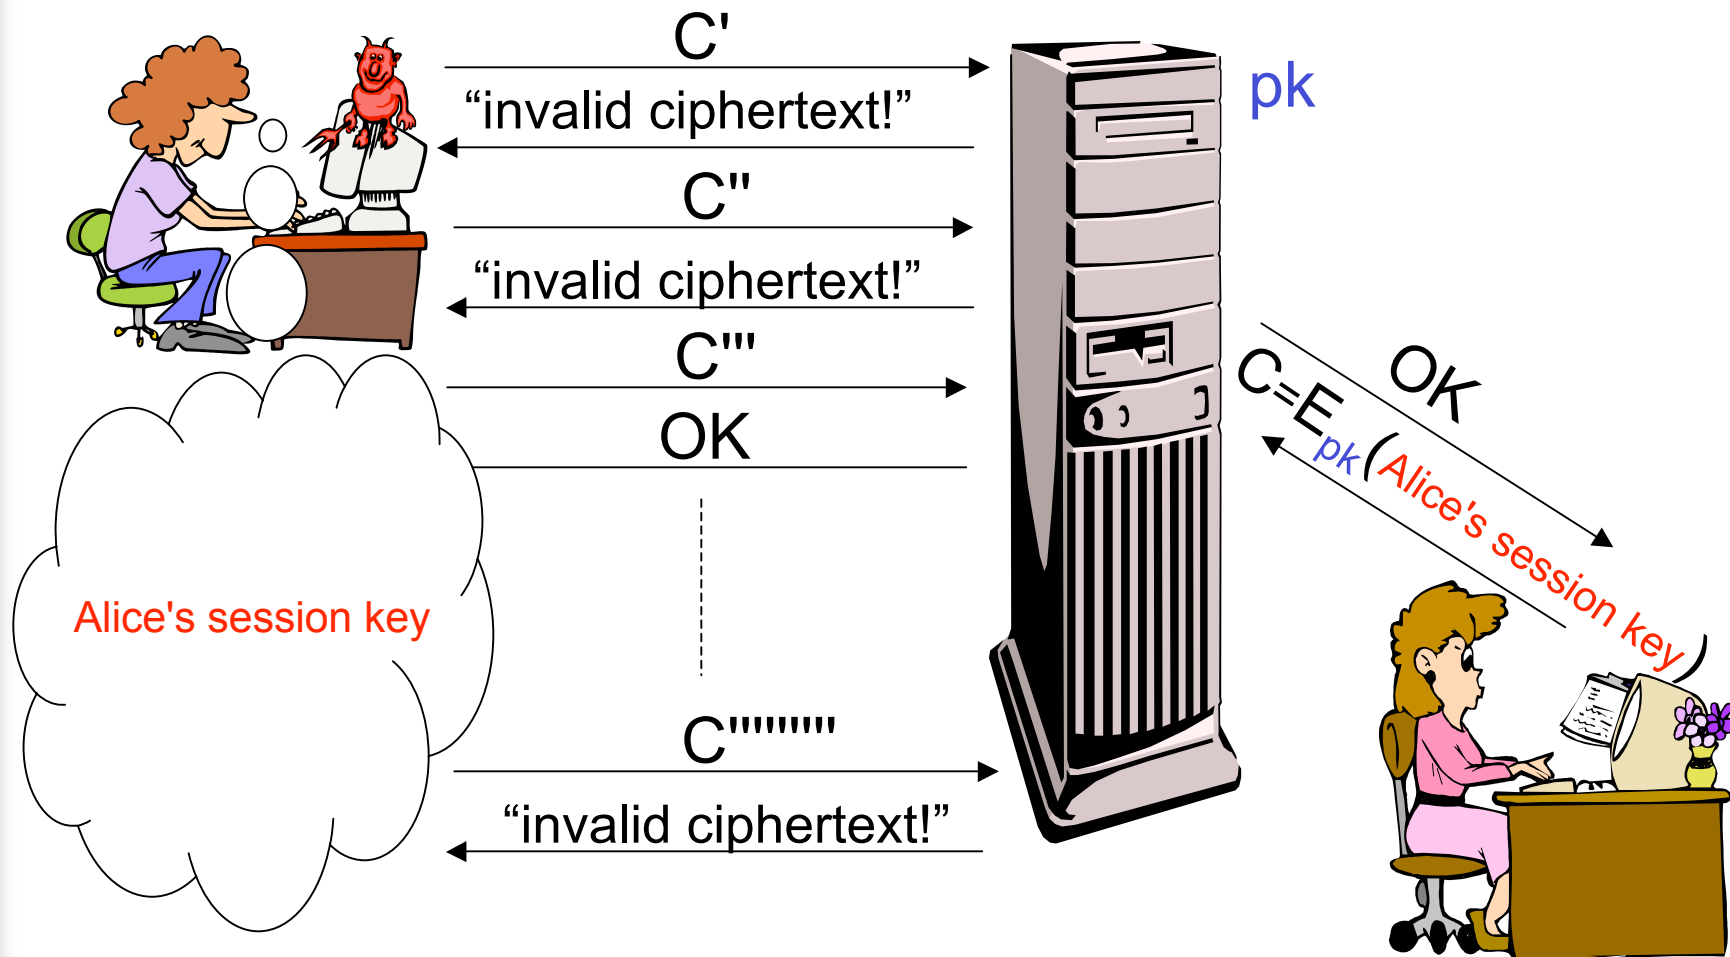 C'
"invalid ciphertext!"
C''
"invalid ciphertext!"
C'''
OK
Alice's session key
C'''''''''
"invalid ciphertext!"
pk
OK
C=Epk(Alice's session key)